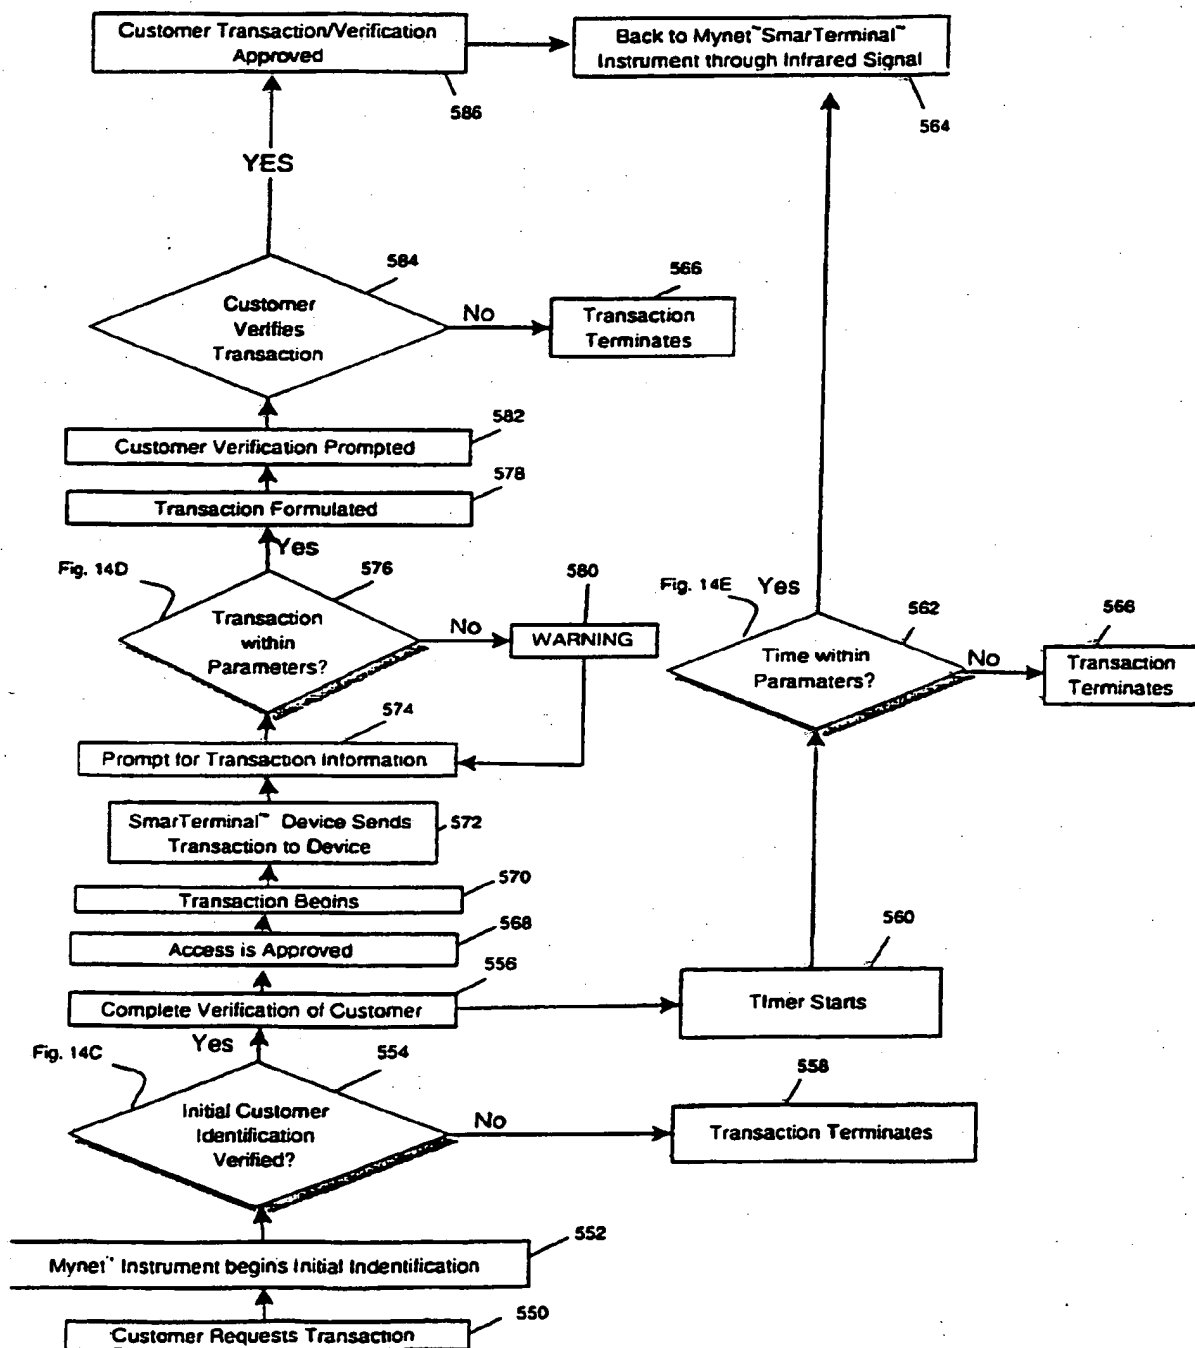 Customer Transaction/Verification
Approved
586
Back to Mynet~SmarTerminal~
Instrument through Infrared Signal
564
YES
584
Customer
Verifies
Transaction
No
566
Transaction
Terminates
582
Customer Verification Prompted
578
Transaction Formulated
Yes
Fig. 14D
576
Transaction
within
Parameters?
No
580
WARNING
Fig. 14E
Yes
562
Time within
Paramaters?
No
566
Transaction
Terminates
574
Prompt for Transaction Information
SmarTerminal~ Device Sends
Transaction to Device
572
570
Transaction Begins
568
Access is Approved
556
Complete Verification of Customer
560
Timer Starts
Yes
Fig. 14C
554
Initial Customer
Identification
Verified?
No
558
Transaction Terminates
552
Mynet~ Instrument begins Initial Indentification
550
Customer Requests Transaction